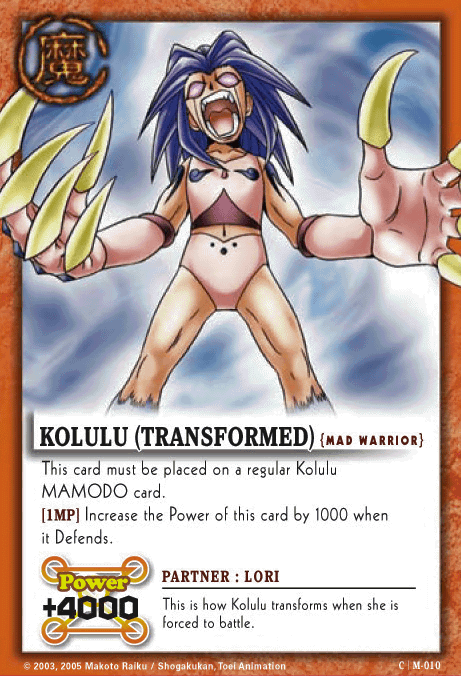 魔
KOLULU (TRANSFORMED) {MAD WARRIOR}
This card must be placed on a regular Kolulu
MAMODO card.
[1MP] Increase the Power of this card by 1000 when
it Defends.
Power
+4000
PARTNER : LORI
This is how Kolulu transforms when she is
forced to battle.
© 2003, 2005 Makoto Raiku / Shogakukan, Toei Animation
C | M-010